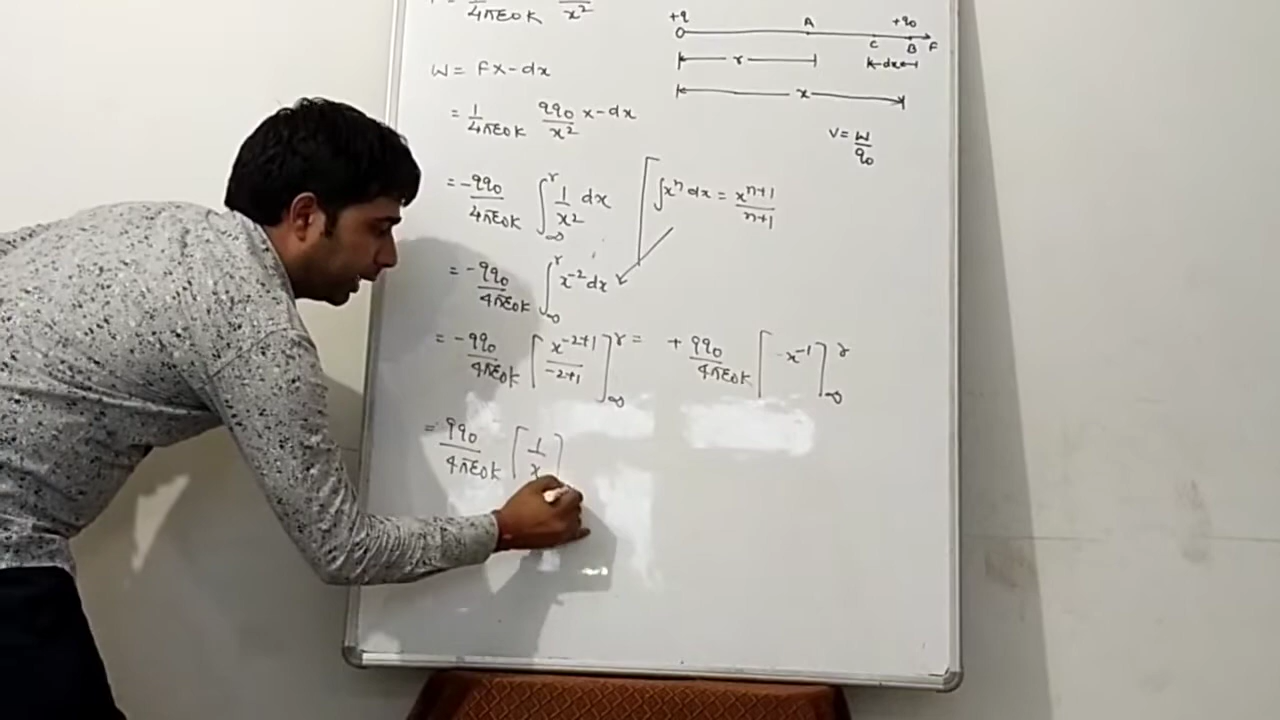 4πε0K x²
W = F x - dx
= 1/4πε0K qq0/x² x - dx
= -qq0/4πε0K ∫∞^r 1/x² dx
[∫xⁿ dx = xⁿ⁺¹/n+1
= -qq0/4πε0K ∫∞^r x⁻² dx
= -qq0/4πε0K [x⁻²⁺¹/-2+1]∞^r = + qq0/4πε0K [x⁻¹]∞^r
= qq0/4πε0K [1/x]
+q A +q0
O C B F
r dx
x
V = W/q0